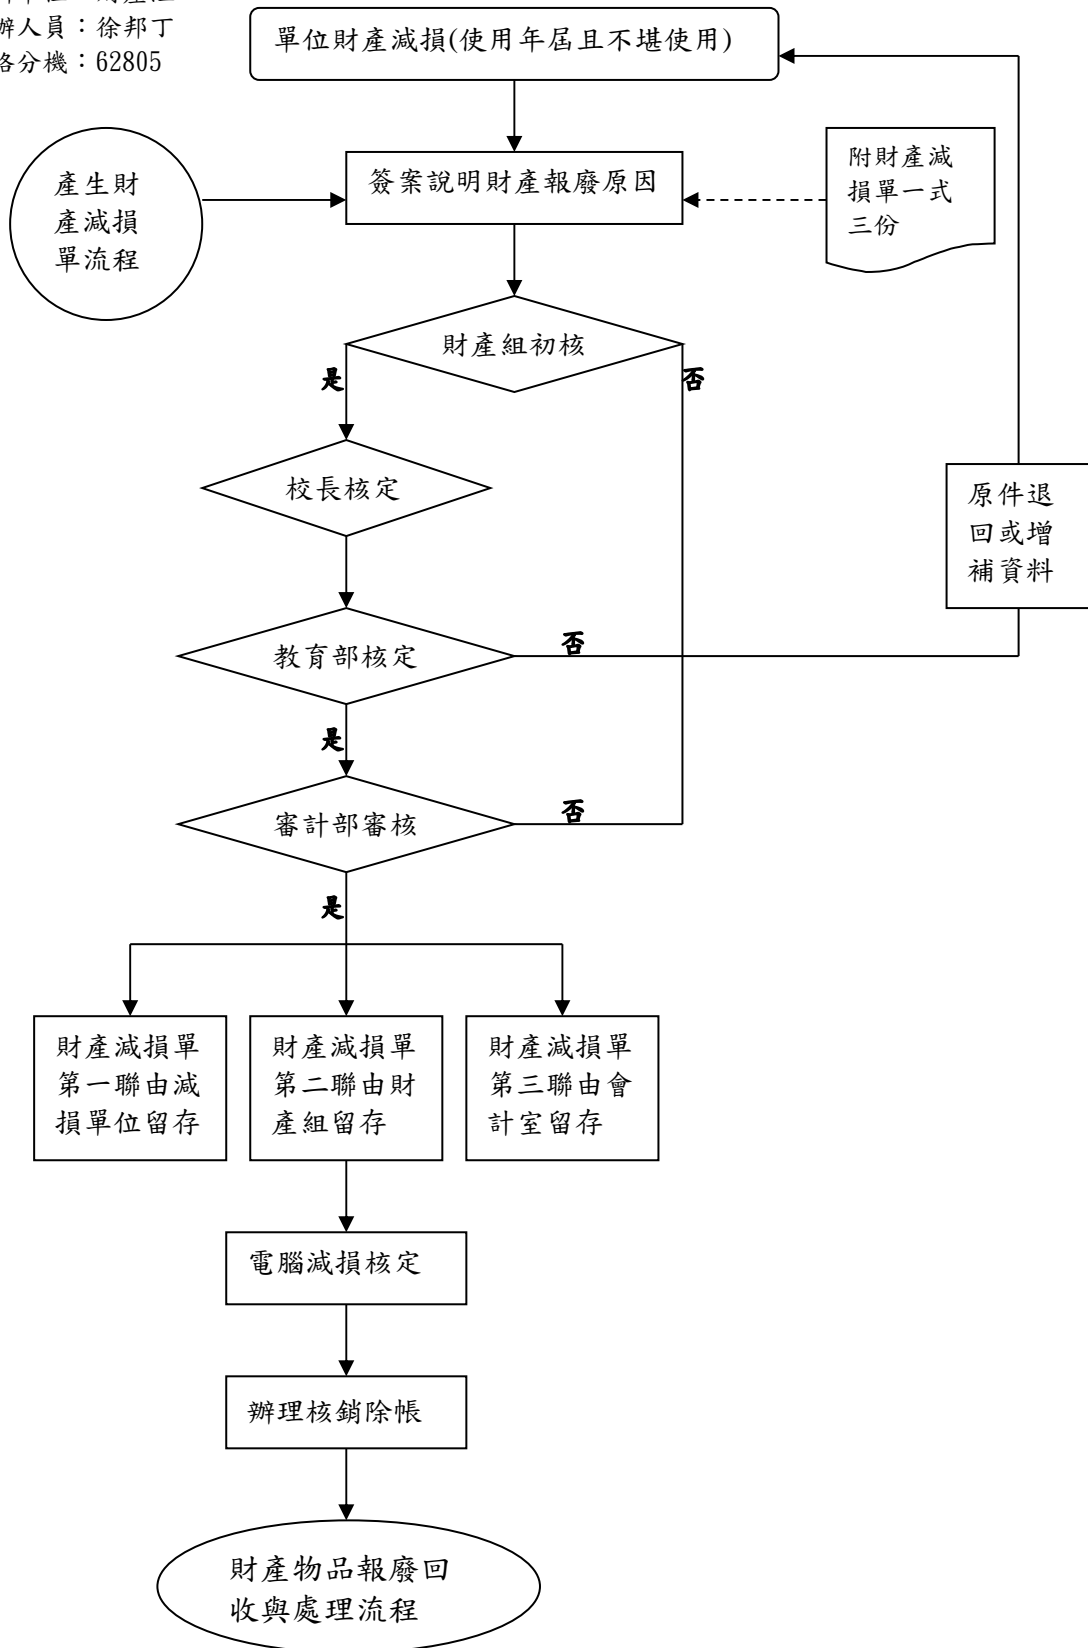 辦人員：徐邦丁
絡分機：62805
單位財產減損(使用年屆且不堪使用)
產生財
產減損
單流程
簽案說明財產報廢原因
附財產減
損單一式
三份
財產組初核
是
否
校長核定
原件退
回或增
補資料
教育部核定
否
是
審計部審核
否
是
財產減損單
第一聯由減
損單位留存
財產減損單
第二聯由財
產組留存
財產減損單
第三聯由會
計室留存
電腦減損核定
辦理核銷除帳
財產物品報廢回
收與處理流程